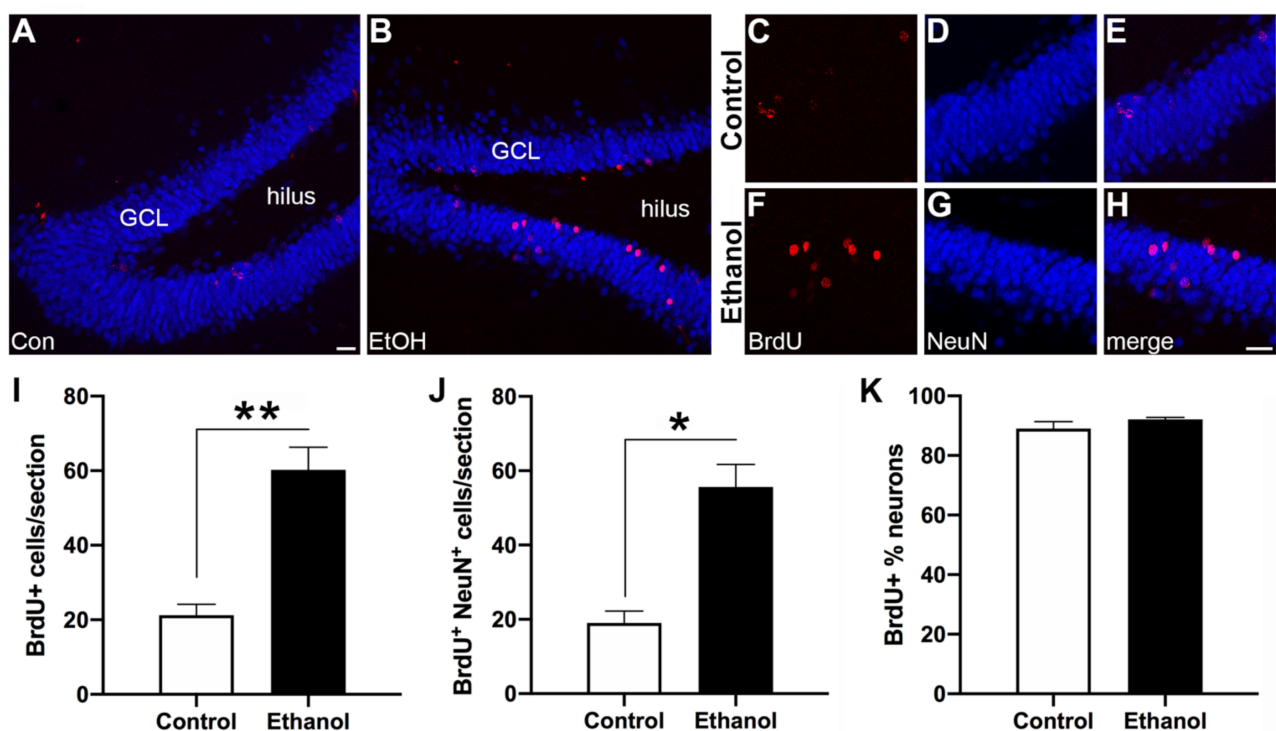 A
GCL
hilus
Con
B
GCL
hilus
EtOH
Control
C
D
E
Ethanol
F
BrdU
G
NeuN
H
merge
I
BrdU+ cells/section
80
60
40
20
0
**
Control Ethanol
J
BrdU⁺ NeuN⁺ cells/section
80
60
40
20
0
*
Control Ethanol
K
BrdU+ % neurons
100
80
60
40
20
0
Control Ethanol